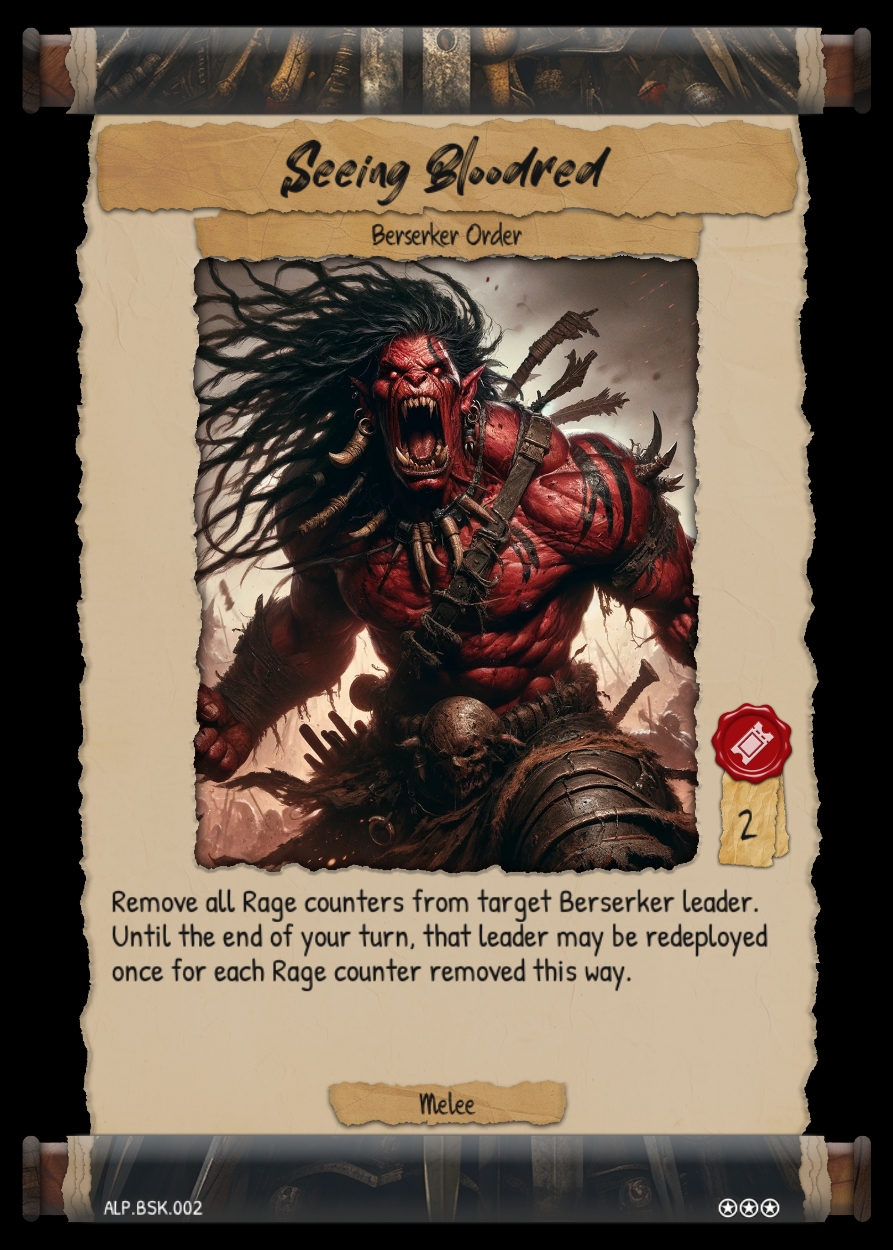 Seeing Bloodred
Berserker Order
2
Remove all Rage counters from target Berserker leader.
Until the end of your turn, that leader may be redeployed
once for each Rage counter removed this way.
Melee
ALP.BSK.002